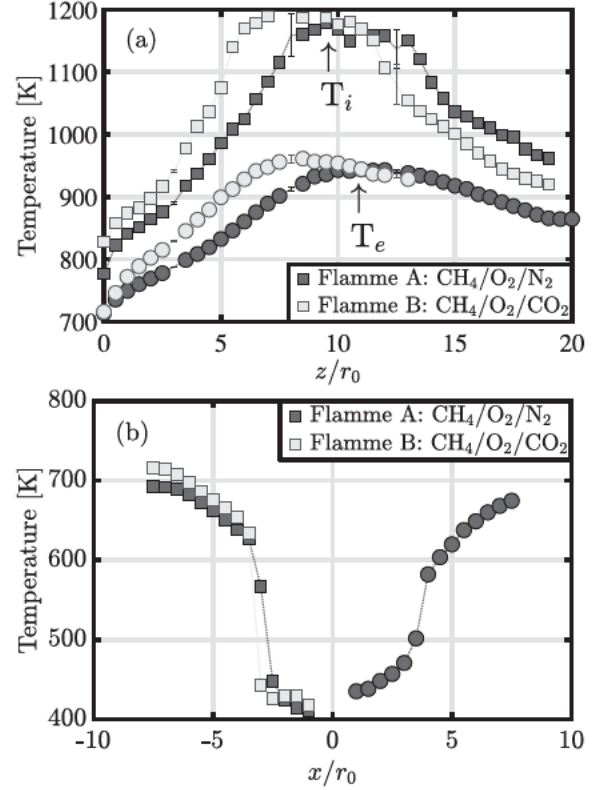 1200
(a)
1100
T_i
1000
Temperature [K]
900
T_e
800
Flamme A: CH₄/O₂/N₂
Flamme B: CH₄/O₂/CO₂
700
0 5 10 15 20
z/r₀
800
(b)
Flamme A: CH₄/O₂/N₂
Flamme B: CH₄/O₂/CO₂
700
Temperature [K]
600
500
400
-10 -5 0 5 10
x/r₀